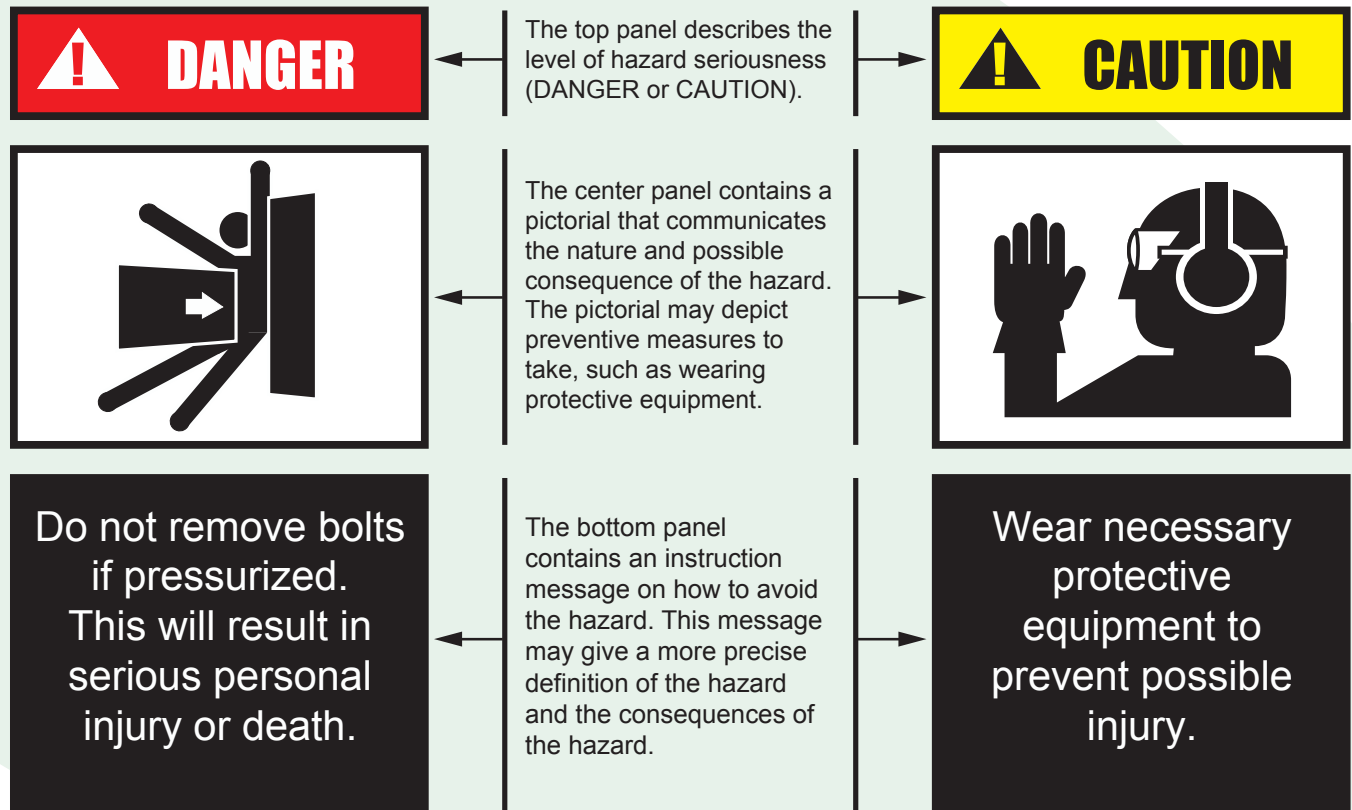 DANGER
The top panel describes the
level of hazard seriousness
(DANGER or CAUTION).
CAUTION
The center panel contains a
pictorial that communicates
the nature and possible
consequence of the hazard.
The pictorial may depict
preventive measures to
take, such as wearing
protective equipment.
Do not remove bolts
if pressurized.
This will result in
serious personal
injury or death.
The bottom panel
contains an instruction
message on how to avoid
the hazard. This message
may give a more precise
definition of the hazard
and the consequences of
the hazard.
Wear necessary
protective
equipment to
prevent possible
injury.